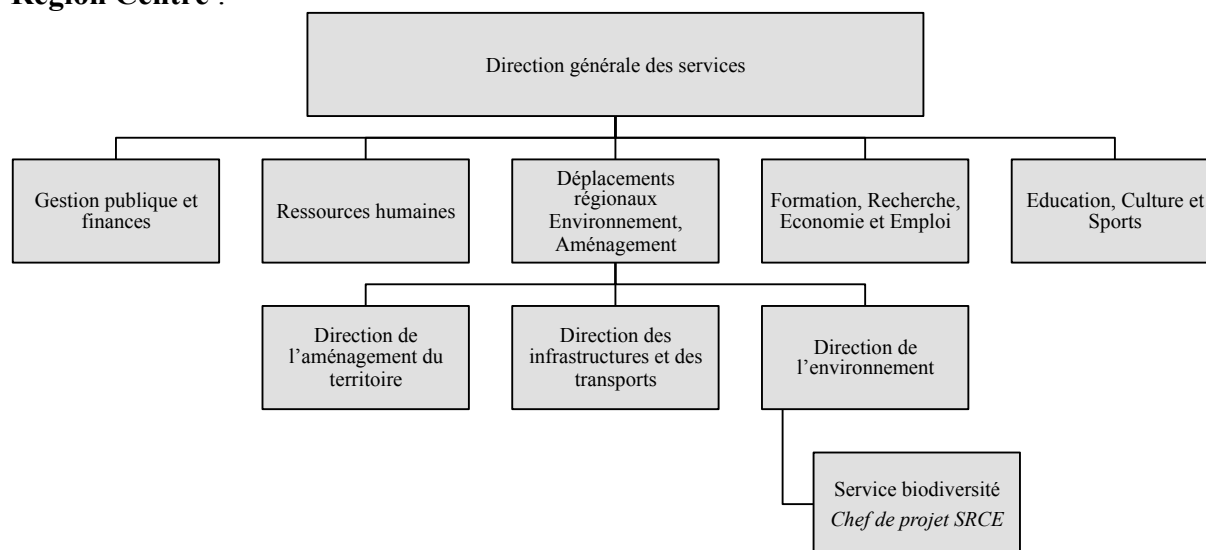 Région Centre :
Direction générale des services
Gestion publique et
finances
Ressources humaines
Déplacements
régionaux
Environnement,
Aménagement
Formation, Recherche,
Economie et Emploi
Education, Culture et
Sports
Direction de
l’aménagement du
territoire
Direction des
infrastructures et des
transports
Direction de
l’environnement
Service biodiversité
Chef de projet SRCE